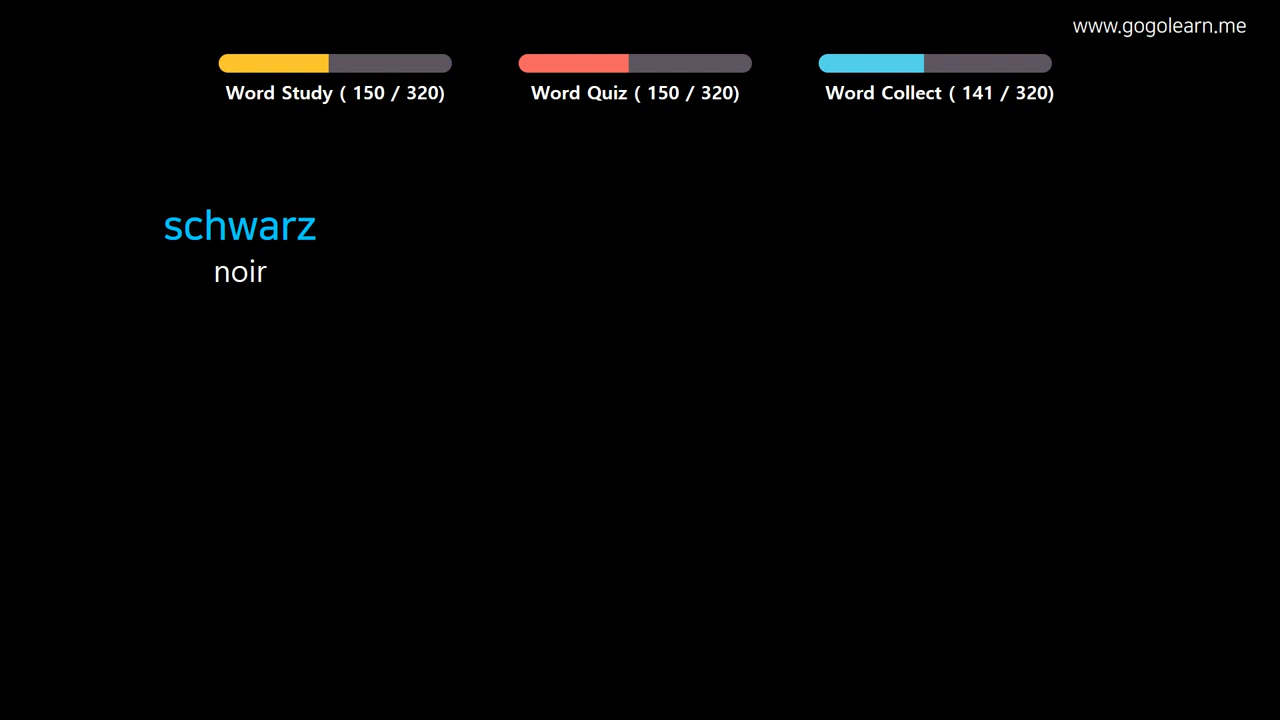 www.gogolearn.me
Word Study ( 150 / 320)
Word Quiz ( 150 / 320)
Word Collect ( 141 / 320)
schwarz
noir